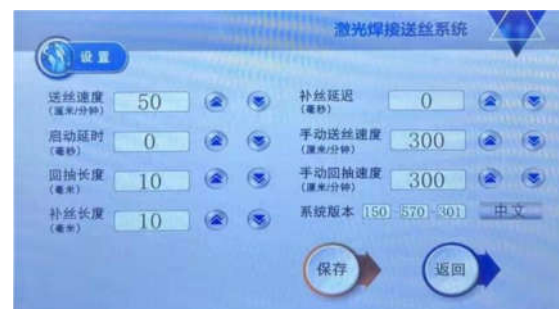 激光焊接送丝系统
设置
送丝速度 50
(厘米/分钟)
启动延时 0
(毫秒)
回抽长度 10
(毫米)
补丝长度 10
(毫米)
补丝延迟 0
(毫秒)
手动送丝速度 300
(厘米/分钟)
手动回抽速度 300
(厘米/分钟)
系统版本 150 - 570 - 301 中文
保存
返回